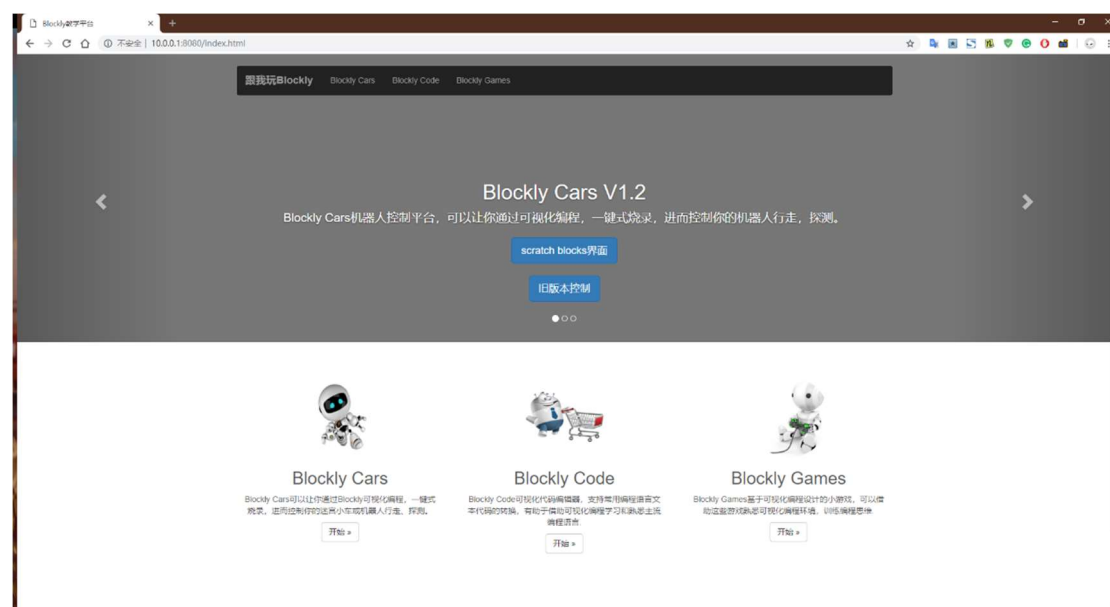 Blockly教学平台
不安全 | 10.0.0.1:8080/index.html
跟我玩Blockly Blockly Cars Blockly Code Blockly Games
Blockly Cars V1.2
Blockly Cars机器人控制平台，可以让你通过可视化编程，一键式烧录，进而控制你的机器人行走，探测。
scratch blocks界面
旧版本控制
Blockly Cars
Blockly Cars可以让你通过Blockly可视化编程，一键式
烧录，进而控制你的迷宫小车或机器人行走，探测。
开始 »
Blockly Code
Blockly Code可视化代码编辑器，支持常用编程语言文
本代码的转换，有助于借助可视化编程学习和熟悉主流
编程语言
开始 »
Blockly Games
Blockly Games基于可视化编程设计的小游戏，可以借
助这些游戏熟悉可视化编程环境，训练编程思维
开始 »